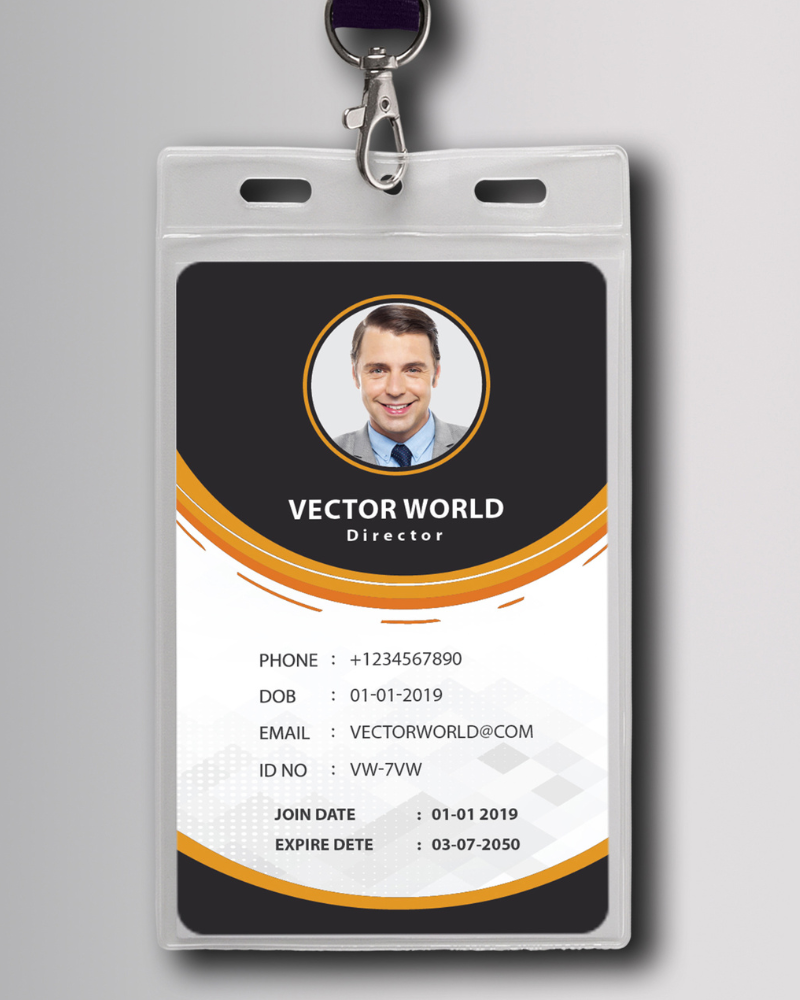 VECTOR WORLD
Director
PHONE : +1234567890
DOB : 01-01-2019
EMAIL : VECTORWORLD@COM
ID NO : VW-7VW
JOIN DATE : 01-01 2019
EXPIRE DETE : 03-07-2050